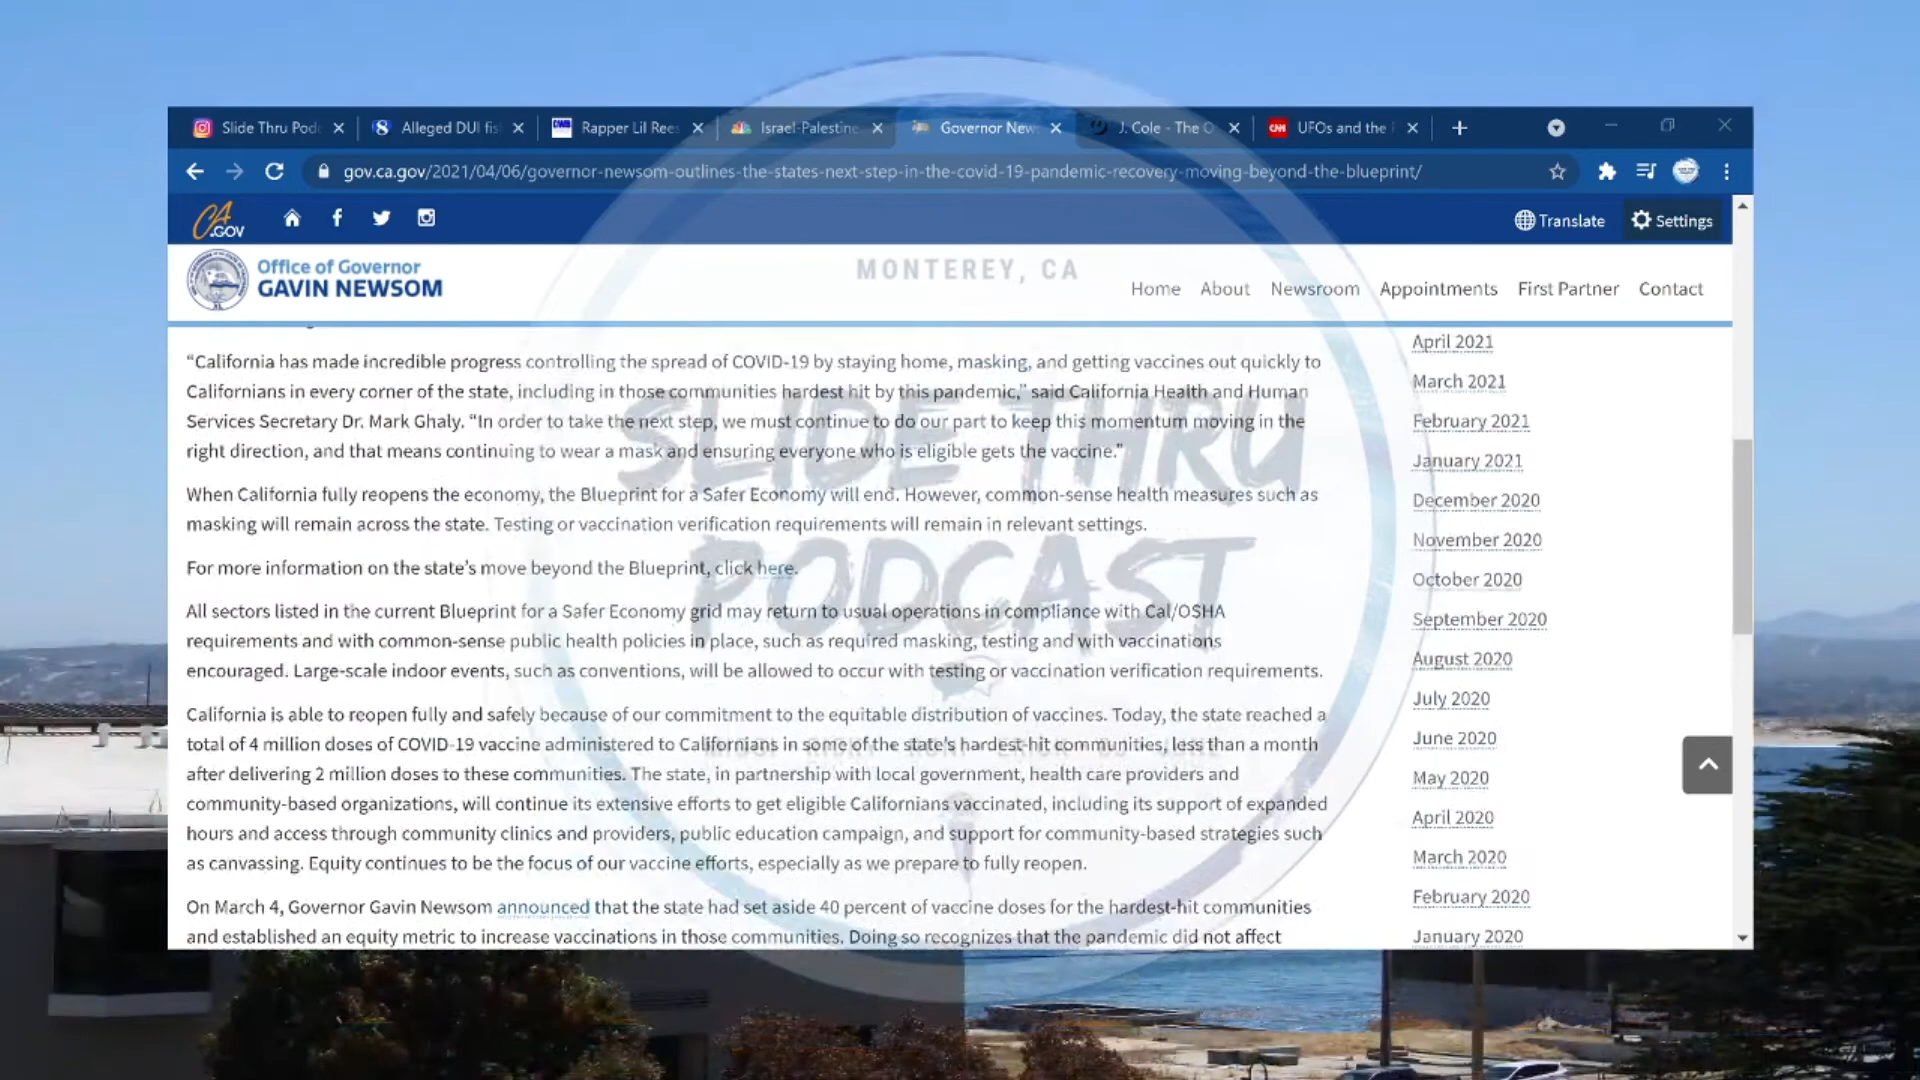 Slide Thru Pod
Alleged DUI fis
Rapper Lil Rees
Israel-Palestine
Governor New
J. Cole - The O
CNN
UFOs and the
gov.ca.gov/2021/04/06/governor-newsom-outlines-the-states-next-step-in-the-covid-19-pandemic-recovery-moving-beyond-the-blueprint/
CA.GOV
Translate
Settings
Office of Governor
GAVIN NEWSOM
MONTEREY, CA
Home About Newsroom Appointments First Partner Contact
“California has made incredible progress controlling the spread of COVID-19 by staying home, masking, and getting vaccines out quickly to
Californians in every corner of the state, including in those communities hardest hit by this pandemic,” said California Health and Human
Services Secretary Dr. Mark Ghaly. “In order to take the next step, we must continue to do our part to keep this momentum moving in the
right direction, and that means continuing to wear a mask and ensuring everyone who is eligible gets the vaccine.”
When California fully reopens the economy, the Blueprint for a Safer Economy will end. However, common-sense health measures such as
masking will remain across the state. Testing or vaccination verification requirements will remain in relevant settings.
For more information on the state’s move beyond the Blueprint, click here.
All sectors listed in the current Blueprint for a Safer Economy grid may return to usual operations in compliance with Cal/OSHA
requirements and with common-sense public health policies in place, such as required masking, testing and with vaccinations
encouraged. Large-scale indoor events, such as conventions, will be allowed to occur with testing or vaccination verification requirements.
California is able to reopen fully and safely because of our commitment to the equitable distribution of vaccines. Today, the state reached a
total of 4 million doses of COVID-19 vaccine administered to Californians in some of the state’s hardest-hit communities, less than a month
after delivering 2 million doses to these communities. The state, in partnership with local government, health care providers and
community-based organizations, will continue its extensive efforts to get eligible Californians vaccinated, including its support of expanded
hours and access through community clinics and providers, public education campaign, and support for community-based strategies such
as canvassing. Equity continues to be the focus of our vaccine efforts, especially as we prepare to fully reopen.
On March 4, Governor Gavin Newsom announced that the state had set aside 40 percent of vaccine doses for the hardest-hit communities
and established an equity metric to increase vaccinations in those communities. Doing so recognizes that the pandemic did not affect
April 2021
March 2021
February 2021
January 2021
December 2020
November 2020
October 2020
September 2020
August 2020
July 2020
June 2020
May 2020
April 2020
March 2020
February 2020
January 2020
SLIDE THRU
PODCAST